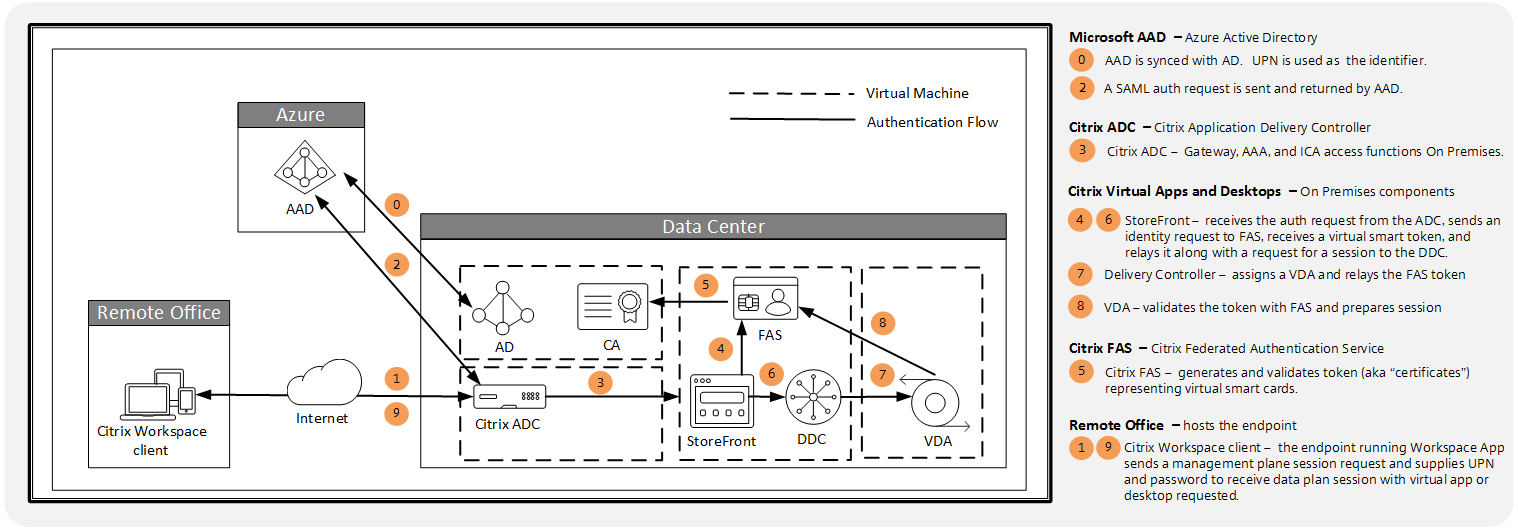 Virtual Machine
Authentication Flow
Azure
AAD
0
2
Data Center
Remote Office
Citrix Workspace
client
Internet
1
9
AD
CA
Citrix ADC
3
5
FAS
4
6
StoreFront
DDC
8
7
VDA
Microsoft AAD – Azure Active Directory
0 AAD is synced with AD. UPN is used as the identifier.
2 A SAML auth request is sent and returned by AAD.
Citrix ADC – Citrix Application Delivery Controller
3 Citrix ADC – Gateway, AAA, and ICA access functions On Premises.
Citrix Virtual Apps and Desktops – On Premises components
4 6 StoreFront – receives the auth request from the ADC, sends an
identity request to FAS, receives a virtual smart token, and
relays it along with a request for a session to the DDC.
7 Delivery Controller – assigns a VDA and relays the FAS token
8 VDA – validates the token with FAS and prepares session
Citrix FAS – Citrix Federated Authentication Service
5 Citrix FAS – generates and validates token (aka “certificates”)
representing virtual smart cards.
Remote Office – hosts the endpoint
1 9 Citrix Workspace client – the endpoint running Workspace App
sends a management plane session request and supplies UPN
and password to receive data plan session with virtual app or
desktop requested.